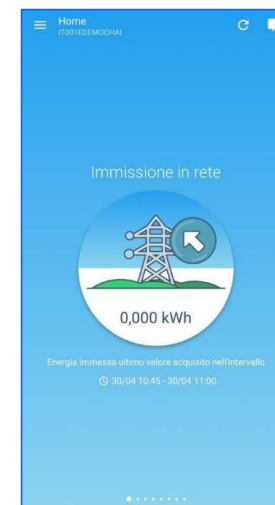 Home
IT001EDEMOCHAI
Immissione in rete
0,000 kWh
Energia immessa ultimo valore acquisito nell'intervallo
30/04 10:45 - 30/04 11:00